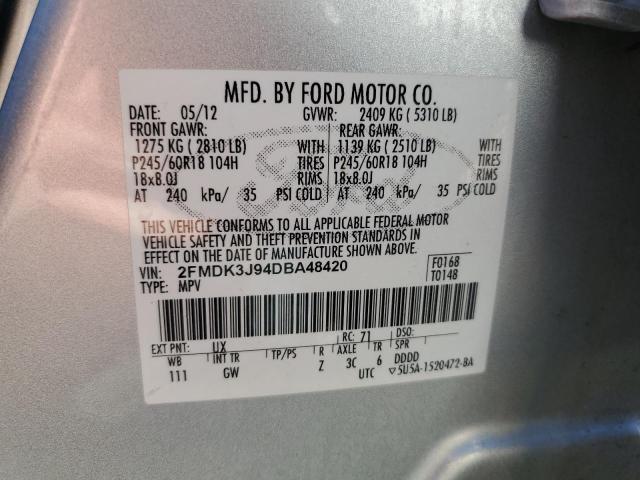 MFD. BY FORD MOTOR CO.
DATE: 05/12 GVWR: 2409 KG ( 5310 LB)
FRONT GAWR: REAR GAWR:
1275 KG ( 2810 LB) WITH 1139 KG ( 2510 LB) WITH
P245/60R18 104H TIRES P245/60R18 104H TIRES
18x8.0J RIMS 18x8.0J RIMS
AT 240 kPa/ 35 PSI COLD AT 240 kPa/ 35 PSI COLD
THIS VEHICLE CONFORMS TO ALL APPLICABLE FEDERAL MOTOR
VEHICLE SAFETY AND THEFT PREVENTION STANDARDS IN
EFFECT ON THE DATE OF MANUFACTURE SHOWN ABOVE.
VIN: 2FMDK3J94DBA48420 F0168
TYPE: MPV T0148
EXT PNT: UX RC: 71 DSO:
WB INT TR TP/PS R AXLE TR SPR
111 GW Z 3C 6 DDDD
UTC ▽5U5A-1520472-BA
Ford